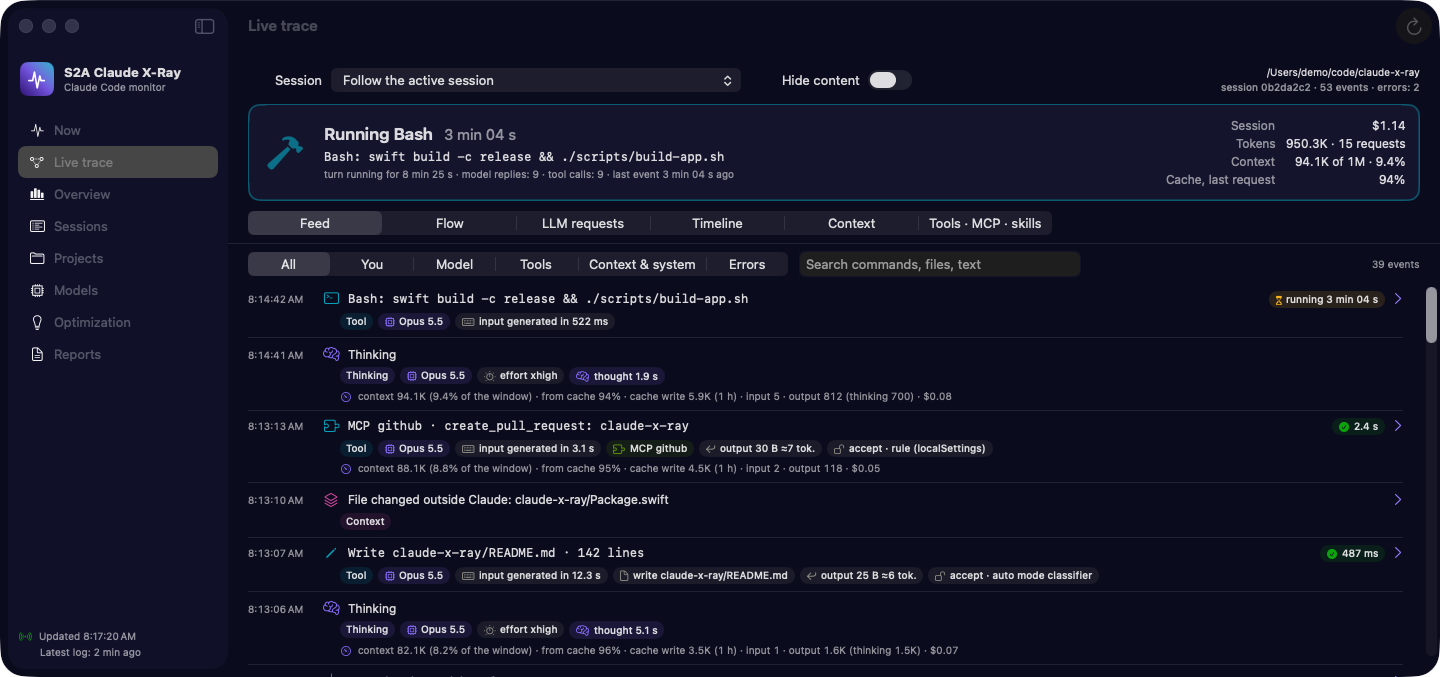 Live trace
S2A Claude X-Ray
Claude Code monitor
Now
Live trace
Overview
Sessions
Projects
Models
Optimization
Reports
Updated 8:17:20 AM
Latest log: 2 min ago
Session
Follow the active session
Hide content
/Users/demo/code/claude-x-ray
session 0b2da2c2 · 53 events · errors: 2
Running Bash 3 min 04 s
Bash: swift build -c release && ./scripts/build-app.sh
turn running for 8 min 25 s · model replies: 9 · tool calls: 9 · last event 3 min 04 s ago
Session $1.14
Tokens 950.3K · 15 requests
Context 94.1K of 1M · 9.4%
Cache, last request 94%
Feed Flow LLM requests Timeline Context Tools · MCP · skills
All You Model Tools Context & system Errors Search commands, files, text 39 events
8:14:42 AM Bash: swift build -c release && ./scripts/build-app.sh running 3 min 04 s
Tool Opus 5.5 input generated in 522 ms
8:14:41 AM Thinking
Thinking Opus 5.5 effort xhigh thought 1.9 s
context 94.1K (9.4% of the window) · from cache 94% · cache write 5.9K (1 h) · input 5 · output 812 (thinking 700) · $0.08
8:13:13 AM MCP github · create_pull_request: claude-x-ray 2.4 s
Tool Opus 5.5 input generated in 3.1 s MCP github output 30 B ≈7 tok. accept · rule (localSettings)
context 88.1K (8.8% of the window) · from cache 95% · cache write 4.5K (1 h) · input 2 · output 118 · $0.05
8:13:10 AM File changed outside Claude: claude-x-ray/Package.swift
Context
8:13:07 AM Write claude-x-ray/README.md · 142 lines 487 ms
Tool Opus 5.5 input generated in 12.3 s write claude-x-ray/README.md output 25 B ≈6 tok. accept · auto mode classifier
8:13:06 AM Thinking
Thinking Opus 5.5 effort xhigh thought 5.1 s
context 82.1K (8.2% of the window) · from cache 96% · cache write 3.5K (1 h) · input 1 · output 1.6K (thinking 1.5K) · $0.07